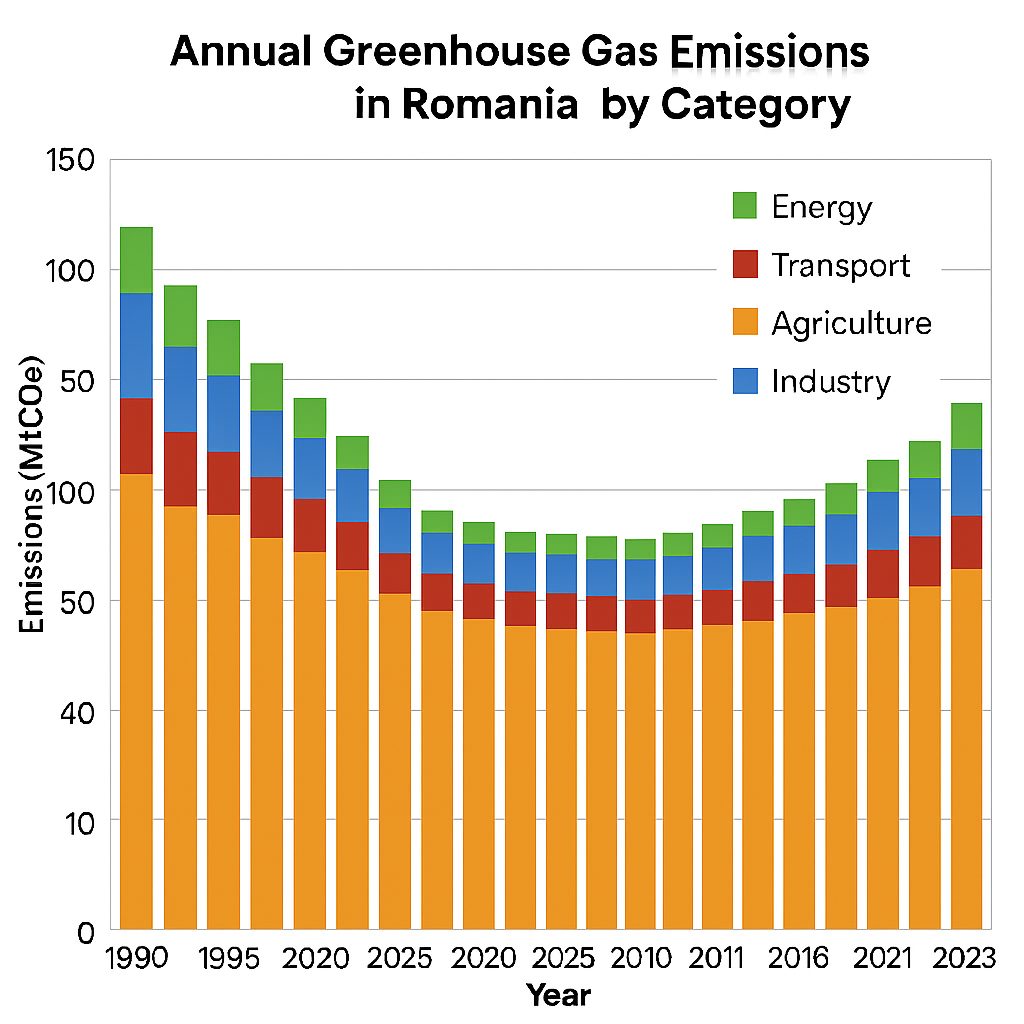 Annual Greenhouse Gas Emissions
in Romania by Category
150
100
50
100
50
40
10
0
Emissions (MtCOe)
Energy
Transport
Agriculture
Industry
1990 1995 2020 2025 2020 2025 2010 2011 2016 2021 2023
Year